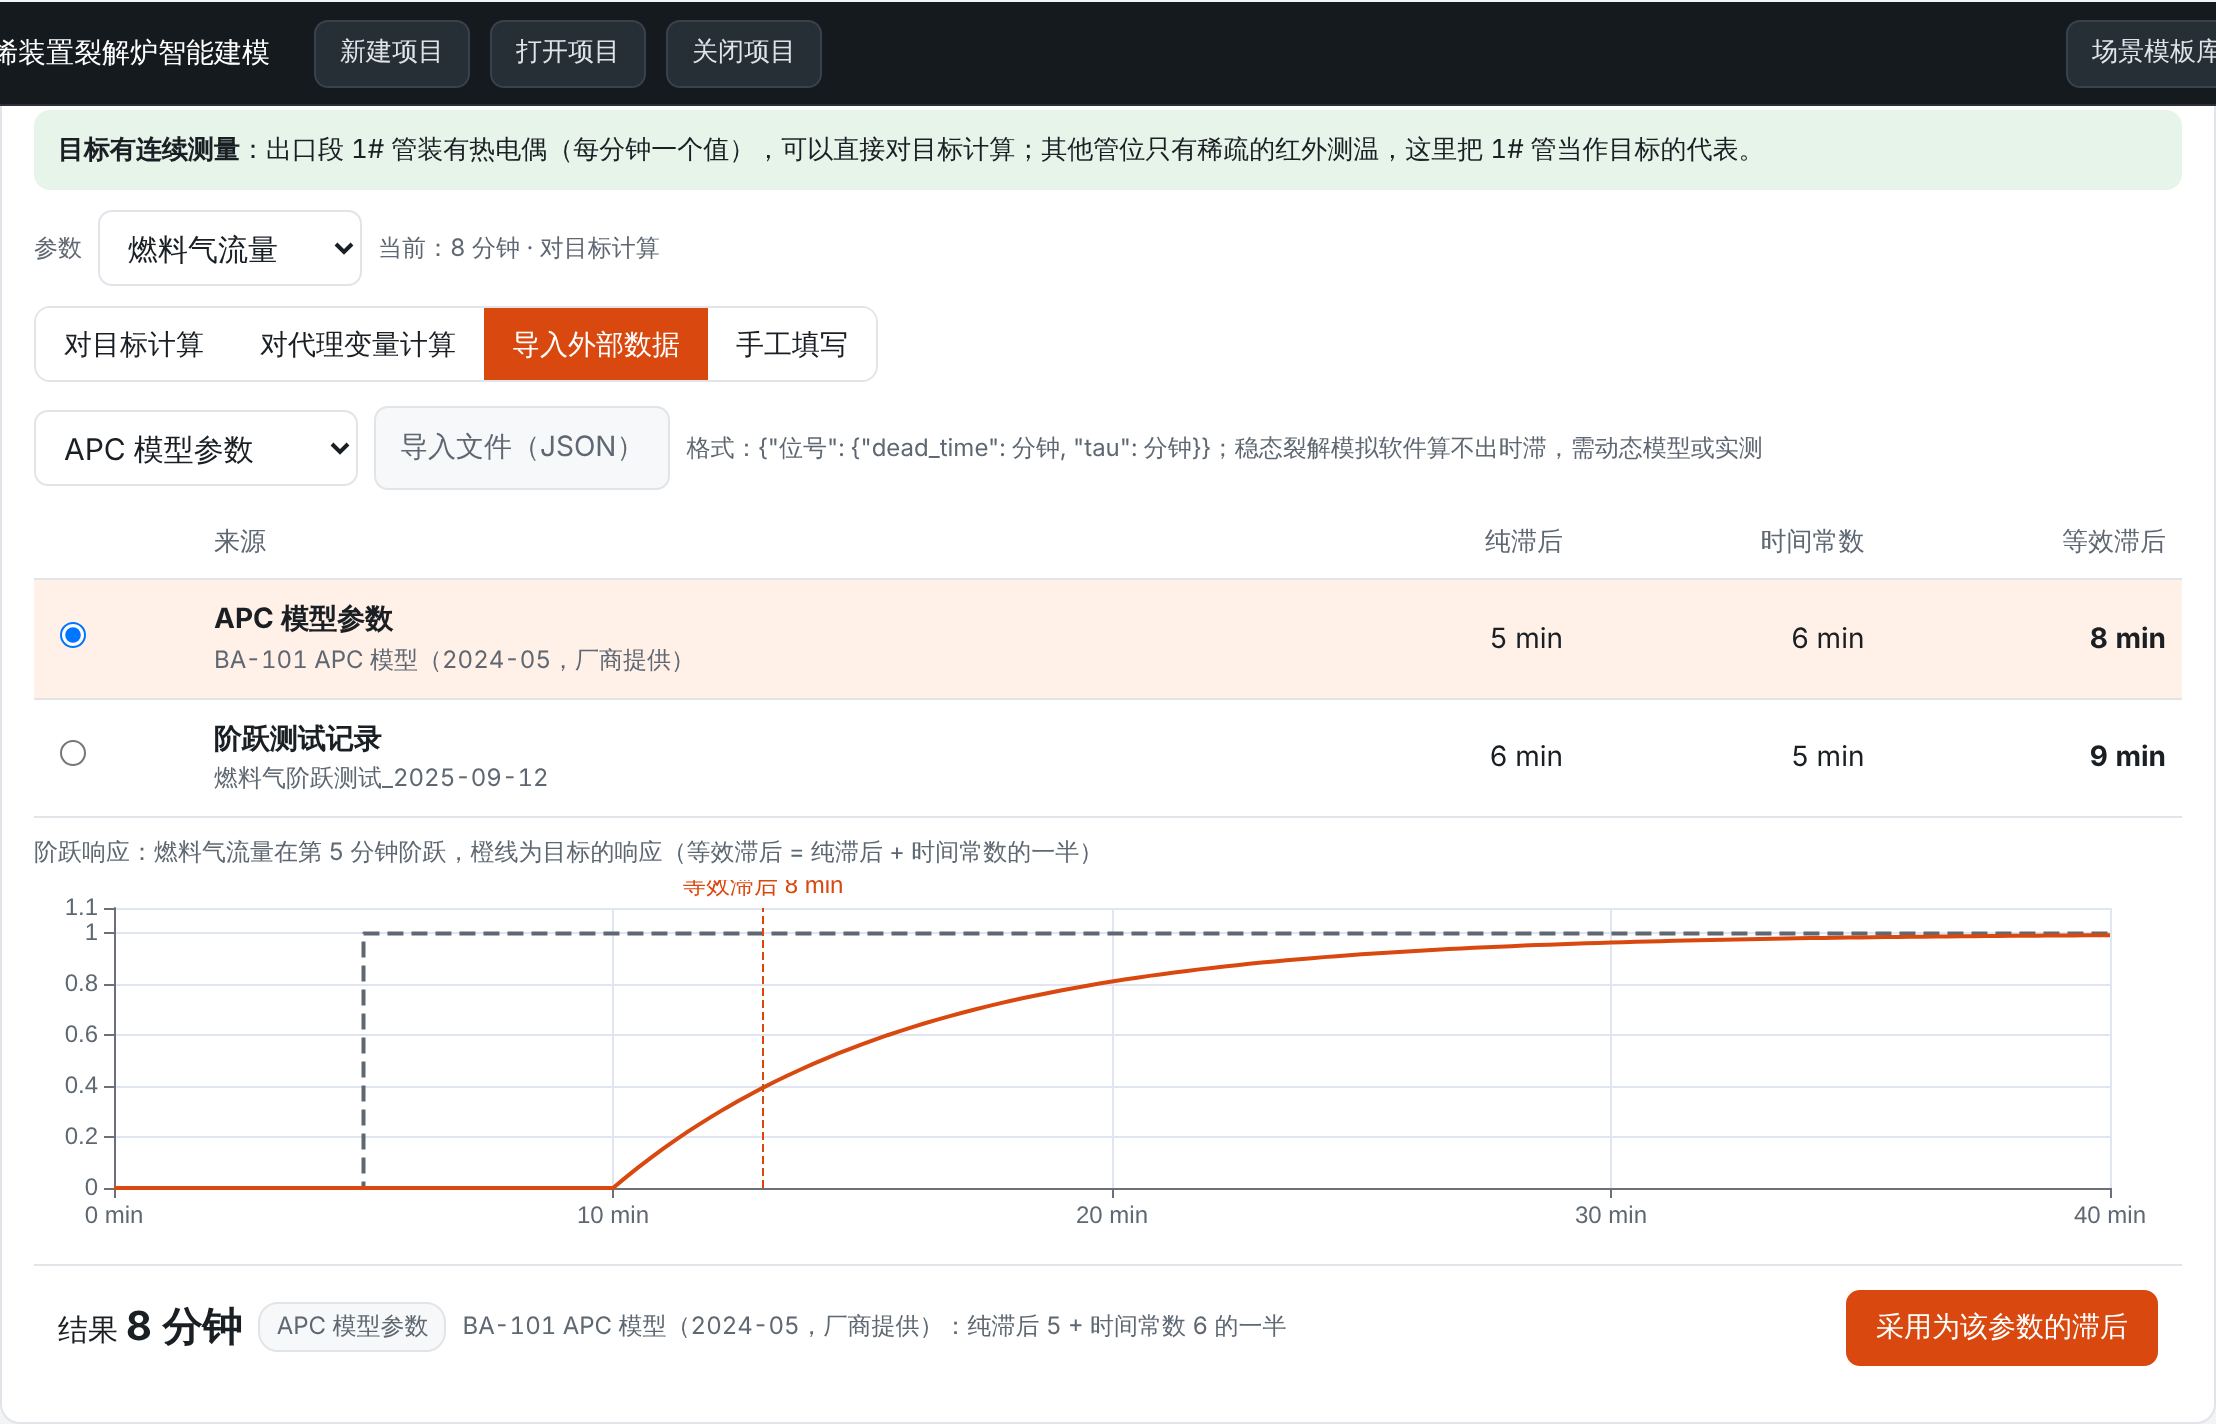 烯装置裂解炉智能建模 新建项目 打开项目 关闭项目 场景模板库
目标有连续测量：出口段 1# 管装有热电偶（每分钟一个值），可以直接对目标计算；其他管位只有稀疏的红外测温，这里把 1# 管当作目标的代表。
参数 燃料气流量 当前：8 分钟 · 对目标计算
对目标计算 对代理变量计算 导入外部数据 手工填写
APC 模型参数 导入文件（JSON） 格式：{"位号": {"dead_time": 分钟, "tau": 分钟}}；稳态裂解模拟软件算不出时滞，需动态模型或实测
来源 纯滞后 时间常数 等效滞后
APC 模型参数 5 min 6 min 8 min
BA-101 APC 模型（2024-05，厂商提供）
阶跃测试记录 6 min 5 min 9 min
燃料气阶跃测试_2025-09-12
阶跃响应：燃料气流量在第 5 分钟阶跃，橙线为目标的响应（等效滞后 = 纯滞后 + 时间常数的一半）
等效滞后 8 min
1.1
1
0.8
0.6
0.4
0.2
0
0 min 10 min 20 min 30 min 40 min
结果 8 分钟 APC 模型参数 BA-101 APC 模型（2024-05，厂商提供）：纯滞后 5 + 时间常数 6 的一半 采用为该参数的滞后